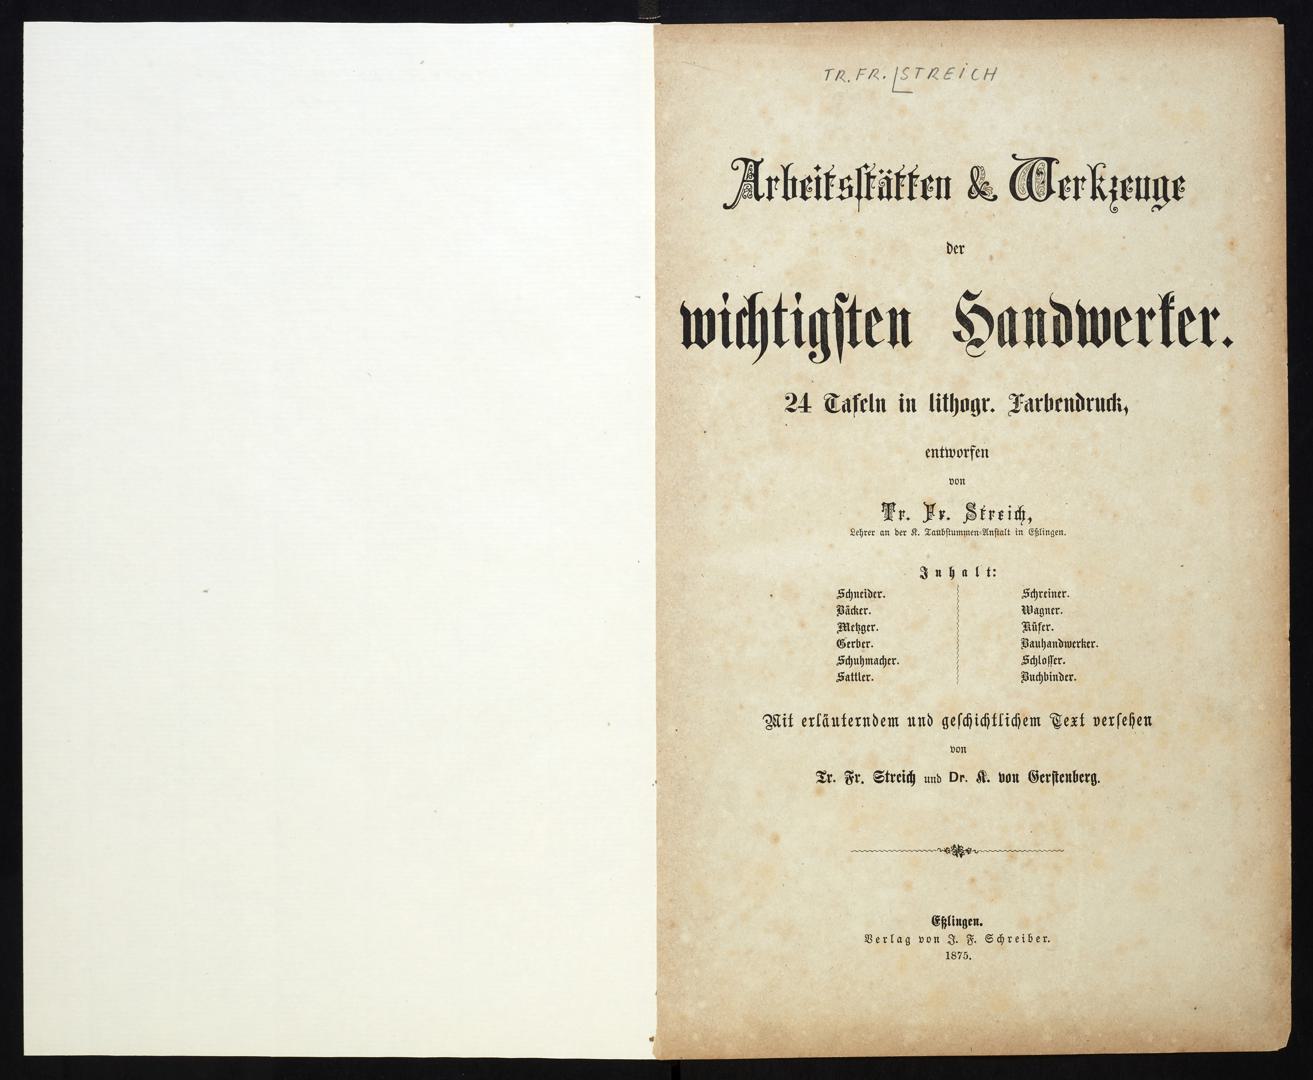 TR. FR. STREICH
Arbeitsstätten & Werkzeuge
der
wichtigsten Handwerker.
24 Tafeln in lithogr. Farbendruck,
entworfen
von
Tr. Fr. Streich,
Lehrer an der K. Taubstummen-Anstalt in Eßlingen.
Inhalt:
Schneider.
Bäcker.
Metzger.
Gerber.
Schuhmacher.
Sattler.
Schreiner.
Wagner.
Küfer.
Bauhandwerker.
Schlosser.
Buchbinder.
Mit erläuterndem und geschichtlichem Text versehen
von
Tr. Fr. Streich und Dr. K. von Gerstenberg.
Eßlingen.
Verlag von J. F. Schreiber.
1875.